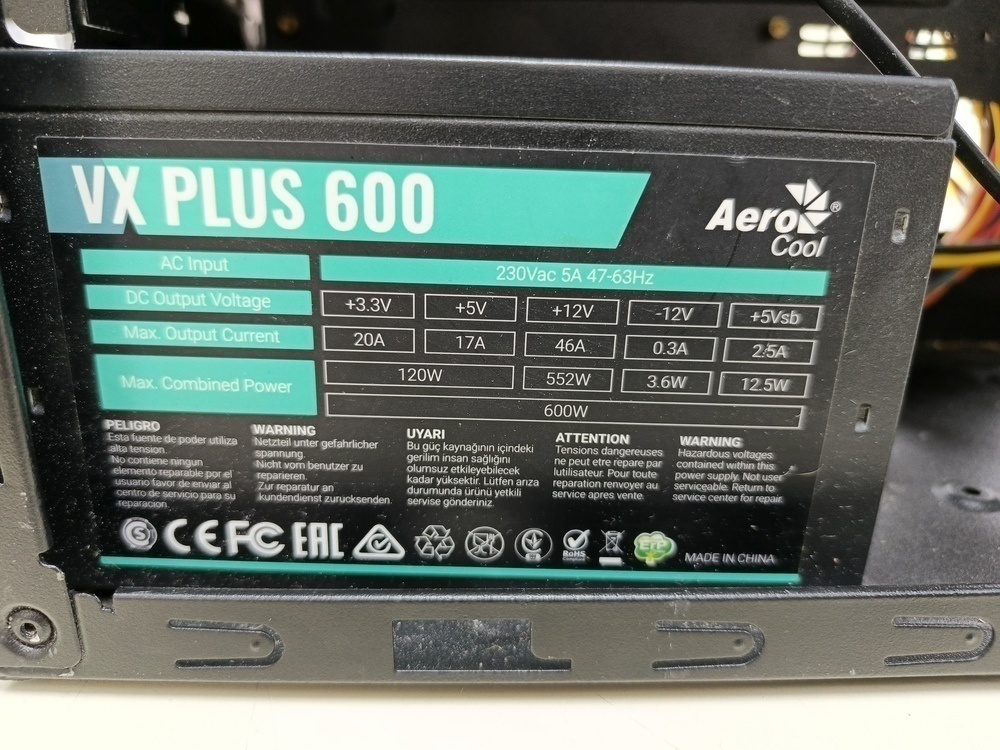 VX PLUS 600
Aero
Cool
®
AC Input 230Vac 5A 47-63Hz
DC Output Voltage +3.3V +5V +12V -12V +5Vsb
Max. Output Current 20A 17A 46A 0.3A 2.5A
Max. Combined Power 120W 552W 3.6W 12.5W
600W
PELIGRO
Esta fuente de poder utiliza
alta tension.
No contiene ningun
elemento reparable por el
usuario favor de enviar al
centro de servicio para su
reparacion
WARNING
Netzteil unter gefahrlicher
spannung.
Nicht vom benutzer zu
reparieren.
Zur reparatur an
kundendienst zurucksenden.
UYARI
Bu güç kaynağının içindeki
gerilim insan sağlığını
olumsuz etkileyebilecek
kadar yüksektir. Lütfen arıza
durumunda ürünü yetkili
servise gönderiniz.
ATTENTION
Tensions dangereuses
ne peut etre repare par
lutilisateur. Pour toute
reparation renvoyer au
service apres vente.
WARNING
Hazardous voltages
contained within this
power supply. Not user
serviceable. Return to
service center for repair.
S CE FC EAC RoHS ErP MADE IN CHINA